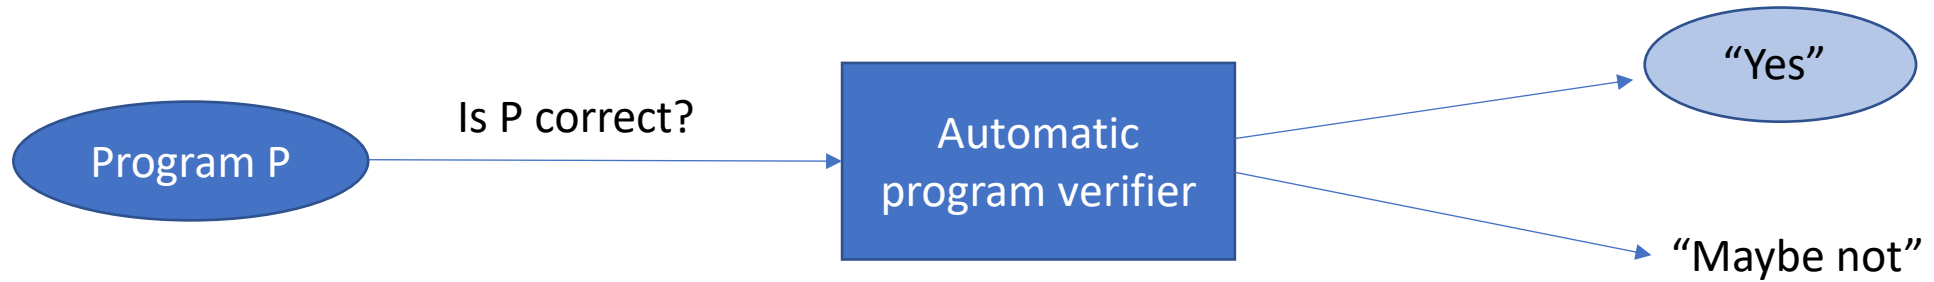 Program P
Is P correct?
Automatic
program verifier
“Yes”
“Maybe not”